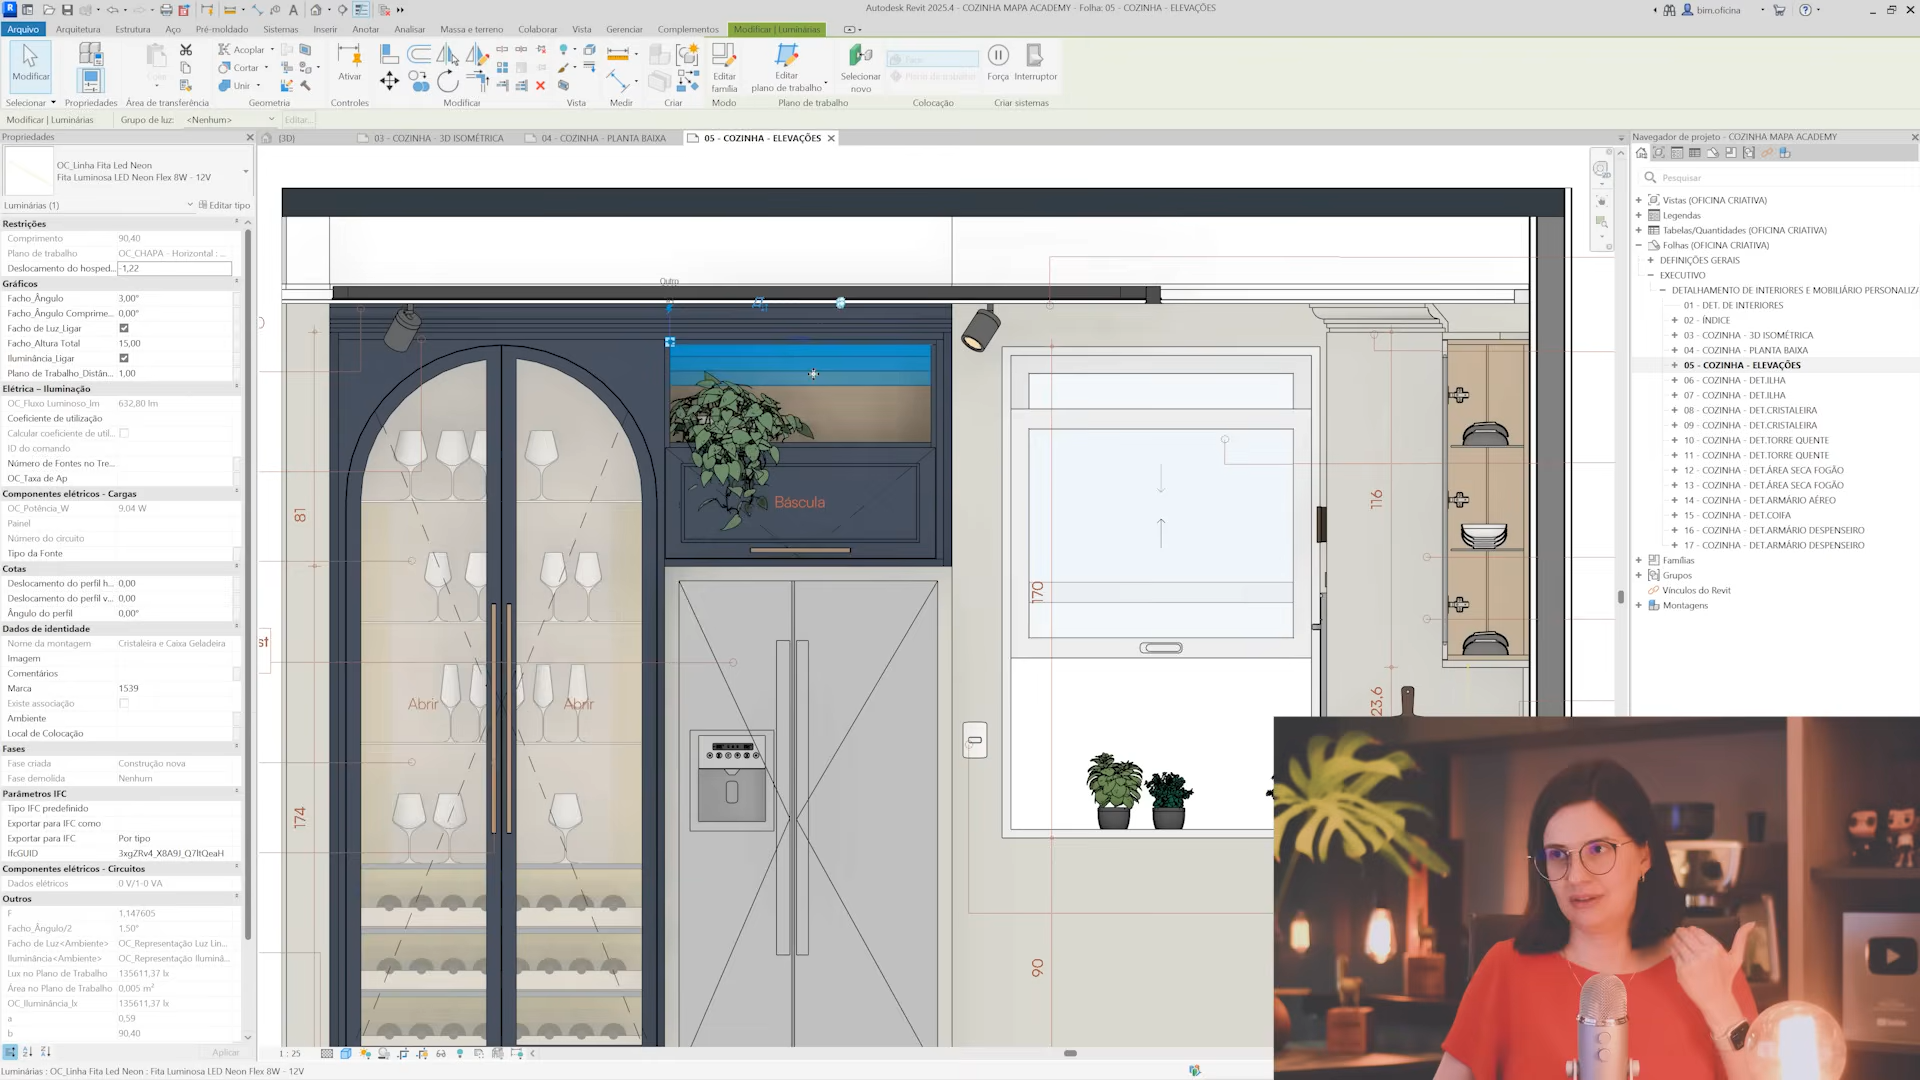 Autodesk Revit 2025.4 - COZINHA MAPA ACADEMY - Folha: 05 - COZINHA - ELEVAÇÕES
bim.oficina
Arquivo Arquitetura Estrutura Aço Pré-moldado Sistemas Inserir Anotar Analisar Massa e terreno Colaborar Vista Gerenciar Complementos Modificar | Luminárias
Modificar
Acoplar
Cortar
Unir
Ativar
Editar família
Editar plano de trabalho
Selecionar novo
Face
Plano de trabalho
Força
Interruptor
Selecionar Propriedades Área de transferência Geometria Controles Modificar Vista Medir Criar Modo Plano de trabalho Colocação Criar sistemas
Modificar | Luminárias Grupo de luz: <Nenhum> Editar...
Propriedades
(3D)
03 - COZINHA - 3D ISOMÉTRICA
04 - COZINHA - PLANTA BAIXA
05 - COZINHA - ELEVAÇÕES
OC_Linha Fita Led Neon
Fita Luminosa LED Neon Flex 8W - 12V
Luminárias (1) Editar tipo
Restrições
Comprimento 90,40
Plano de trabalho OC_CHAPA - Horizontal : ...
Deslocamento do hosped... -1,22
Gráficos
Facho_Ângulo 3,00°
Facho_Ângulo Comprime... 0,00°
Facho de Luz_Ligar
Facho_Altura Total 15,00
Iluminância_Ligar
Plano de Trabalho_Distân... 1,00
Elétrica – Iluminação
OC_Fluxo Luminoso_lm 632,80 lm
Coeficiente de utilização
Calcular coeficiente de util...
ID do comando
Número de Fontes no Tre...
OC_Taxa de Ap
Componentes elétricos - Cargas
OC_Potência_W 9,04 W
Painel
Número do circuito
Tipo da Fonte
Cotas
Deslocamento do perfil h... 0,00
Deslocamento do perfil v... 0,00
Ângulo do perfil 0,00°
Dados de identidade
Nome da montagem Cristaleira e Caixa Geladeira
Imagem
Comentários
Marca 1539
Existe associação
Ambiente
Local de Colocação
Fases
Fase criada Construção nova
Fase demolida Nenhum
Parâmetros IFC
Tipo IFC predefinido
Exportar para IFC como
Exportar para IFC Por tipo
IfcGUID 3xgZRv4_X8A9J_Q7ltQeaH
Componentes elétricos - Circuitos
Dados elétricos 0 V/1-0 VA
Outros
F 1,147605
Facho_Ângulo/2 1,50°
Facho de Luz<Ambiente> OC_Representação Luz Lin...
Iluminância<Ambiente> OC_Representação Iluminâ...
Lux no Plano de Trabalho 135611,37 lx
Área no Plano de Trabalho 0,005 m²
OC_Iluminância_lx 135611,37 lx
a 0,59
b 90,40
Aplicar
Outro
Báscula
Abrir
Abrir
81
174
st
170
90
116
23,6
1 : 25
Luminárias : OC_Linha Fita Led Neon : Fita Luminosa LED Neon Flex 8W - 12V
Navegador de projeto - COZINHA MAPA ACADEMY
Pesquisar
Vistas (OFICINA CRIATIVA)
Legendas
Tabelas/Quantidades (OFICINA CRIATIVA)
Folhas (OFICINA CRIATIVA)
DEFINIÇÕES GERAIS
EXECUTIVO
DETALHAMENTO DE INTERIORES E MOBILIÁRIO PERSONALIZ
01 - DET. DE INTERIORES
02 - ÍNDICE
03 - COZINHA - 3D ISOMÉTRICA
04 - COZINHA - PLANTA BAIXA
05 - COZINHA - ELEVAÇÕES
06 - COZINHA - DET.ILHA
07 - COZINHA - DET.ILHA
08 - COZINHA - DET.CRISTALEIRA
09 - COZINHA - DET.CRISTALEIRA
10 - COZINHA - DET.TORRE QUENTE
11 - COZINHA - DET.TORRE QUENTE
12 - COZINHA - DET.ÁREA SECA FOGÃO
13 - COZINHA - DET.ÁREA SECA FOGÃO
14 - COZINHA - DET.ARMÁRIO AÉREO
15 - COZINHA - DET.COIFA
16 - COZINHA - DET.ARMÁRIO DESPENSEIRO
17 - COZINHA - DET.ARMÁRIO DESPENSEIRO
Famílias
Grupos
Vínculos do Revit
Montagens